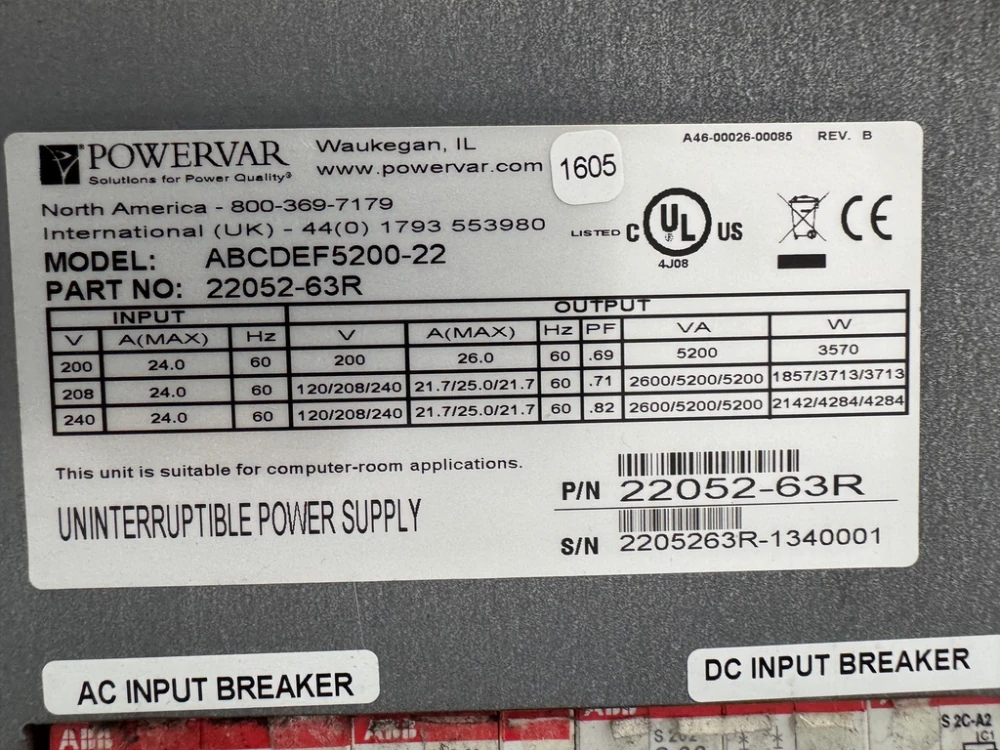 A46-00026-00085 REV. B
POWERVAR
Solutions for Power Quality®
Waukegan, IL
www.powervar.com
1605
North America - 800-369-7179
International (UK) - 44(0) 1793 553980
LISTED C UL US
4J08
CE
MODEL: ABCDEF5200-22
PART NO: 22052-63R
INPUT OUTPUT
V A(MAX) Hz V A(MAX) Hz PF VA W
200 24.0 60 200 26.0 60 .69 5200 3570
208 24.0 60 120/208/240 21.7/25.0/21.7 60 .71 2600/5200/5200 1857/3713/3713
240 24.0 60 120/208/240 21.7/25.0/21.7 60 .82 2600/5200/5200 2142/4284/4284
This unit is suitable for computer-room applications.
UNINTERRUPTIBLE POWER SUPPLY
P/N 22052-63R
S/N 2205263R-1340001
AC INPUT BREAKER
DC INPUT BREAKER
ABB
ABB
S 2C-A2